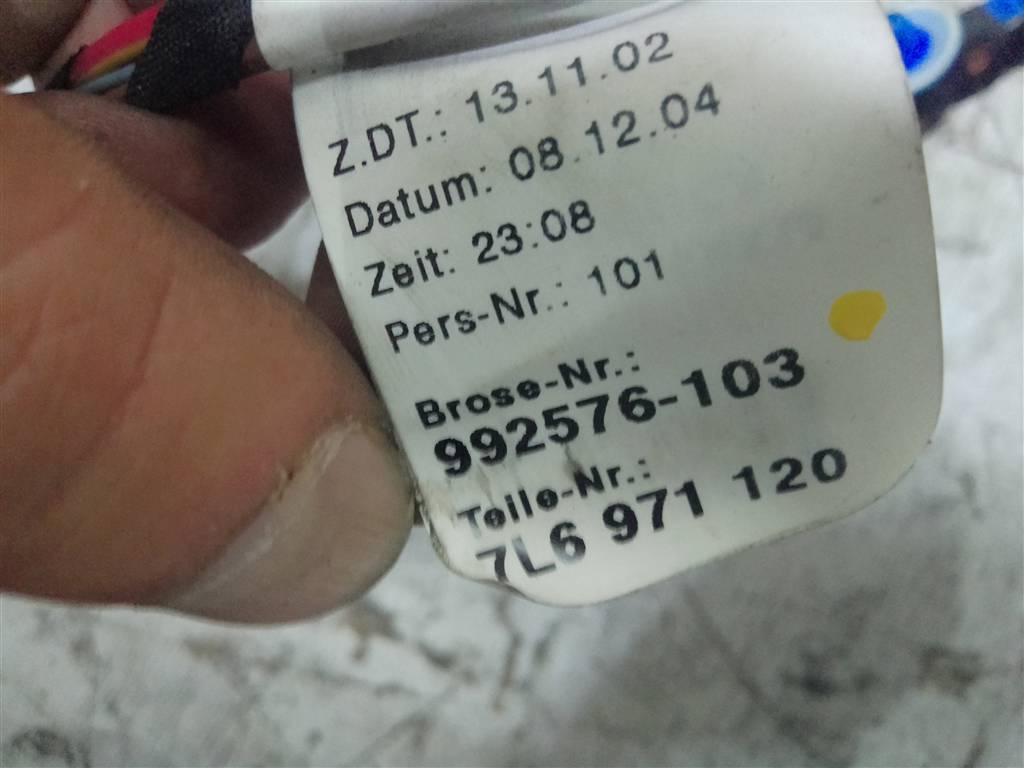 Z.DT.: 13.11.02
Datum: 08.12.04
Zeit: 23:08
Pers-Nr.: 101
Brose-Nr.:
992576-103
Teile-Nr.:
7L6 971 120